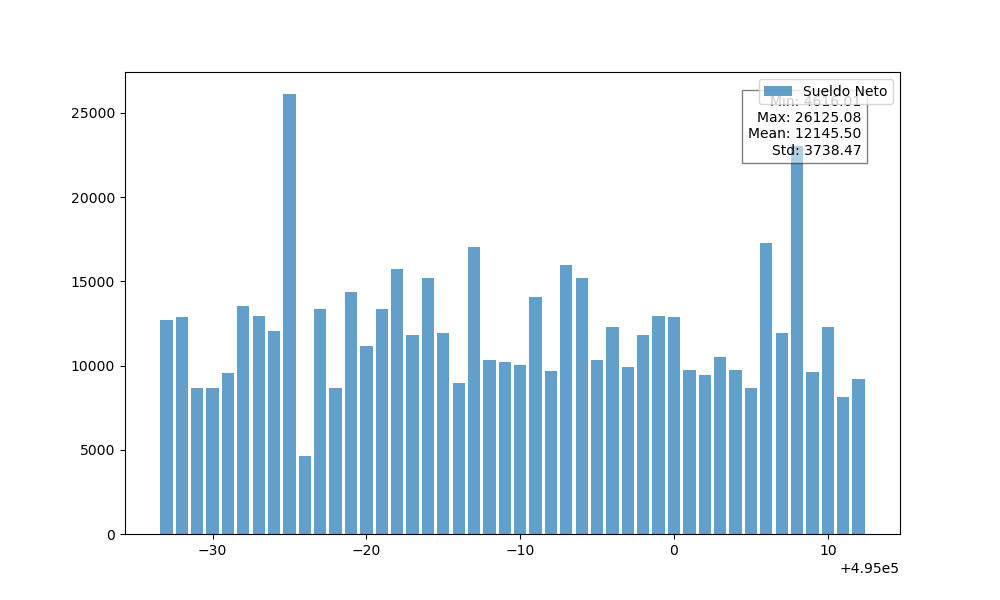 Sueldo Neto
Min: 4616.01
Max: 26125.08
Mean: 12145.50
Std: 3738.47
25000
20000
15000
10000
5000
0
−30
−20
−10
0
10
+4.95e5